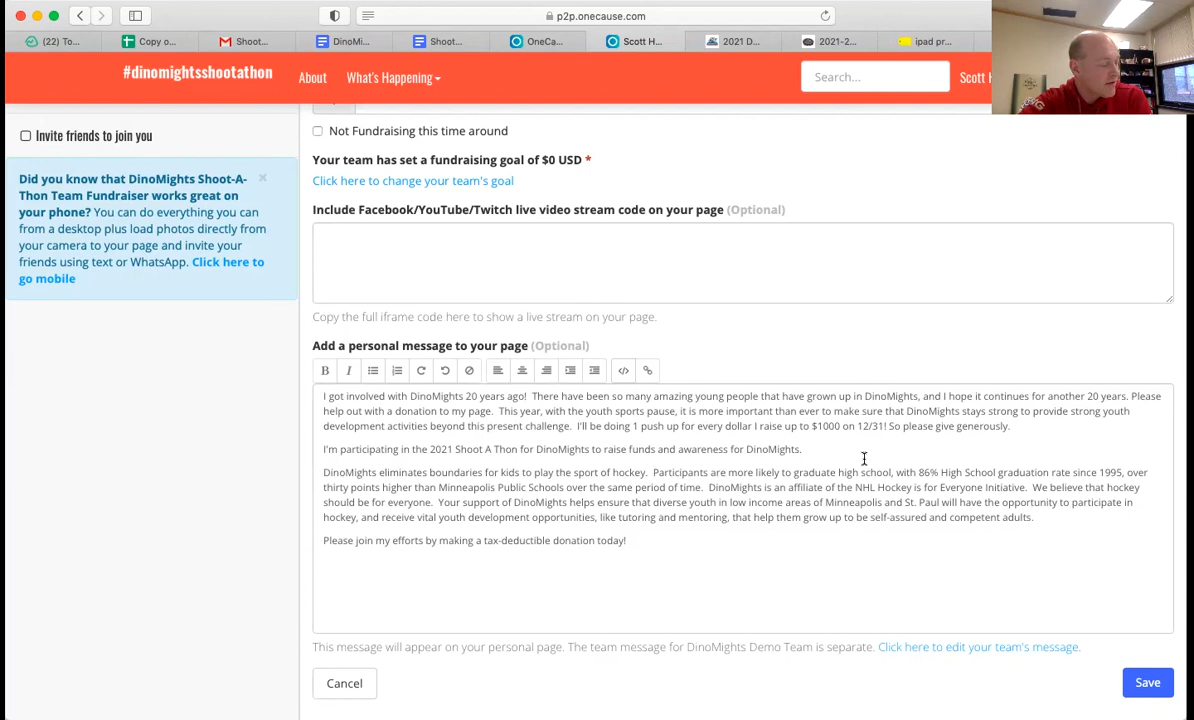 p2p.onecause.com
(22) To...
Copy o...
Shoot...
DinoMi...
Shoot...
OneCa...
Scott H...
2021 D...
2021-2...
ipad pr...
#dinomightsshootathon
About
What's Happening
Search...
Scott H
Invite friends to join you
Did you know that DinoMights Shoot-A-
Thon Team Fundraiser works great on
your phone? You can do everything you can
from a desktop plus load photos directly from
your camera to your page and invite your
friends using text or WhatsApp. Click here to
go mobile
Not Fundraising this time around
Your team has set a fundraising goal of $0 USD *
Click here to change your team's goal
Include Facebook/YouTube/Twitch live video stream code on your page (Optional)
Copy the full iframe code here to show a live stream on your page.
Add a personal message to your page (Optional)
I got involved with DinoMights 20 years ago! There have been so many amazing young people that have grown up in DinoMights, and I hope it continues for another 20 years. Please
help out with a donation to my page. This year, with the youth sports pause, it is more important than ever to make sure that DinoMights stays strong to provide strong youth
development activities beyond this present challenge. I'll be doing 1 push up for every dollar I raise up to $1000 on 12/31! So please give generously.
I'm participating in the 2021 Shoot A Thon for DinoMights to raise funds and awareness for DinoMights.
DinoMights eliminates boundaries for kids to play the sport of hockey. Participants are more likely to graduate high school, with 86% High School graduation rate since 1995, over
thirty points higher than Minneapolis Public Schools over the same period of time. DinoMights is an affiliate of the NHL Hockey is for Everyone Initiative. We believe that hockey
should be for everyone. Your support of DinoMights helps ensure that diverse youth in low income areas of Minneapolis and St. Paul will have the opportunity to participate in
hockey, and receive vital youth development opportunities, like tutoring and mentoring, that help them grow up to be self-assured and competent adults.
Please join my efforts by making a tax-deductible donation today!
This message will appear on your personal page. The team message for DinoMights Demo Team is separate. Click here to edit your team's message.
Cancel
Save